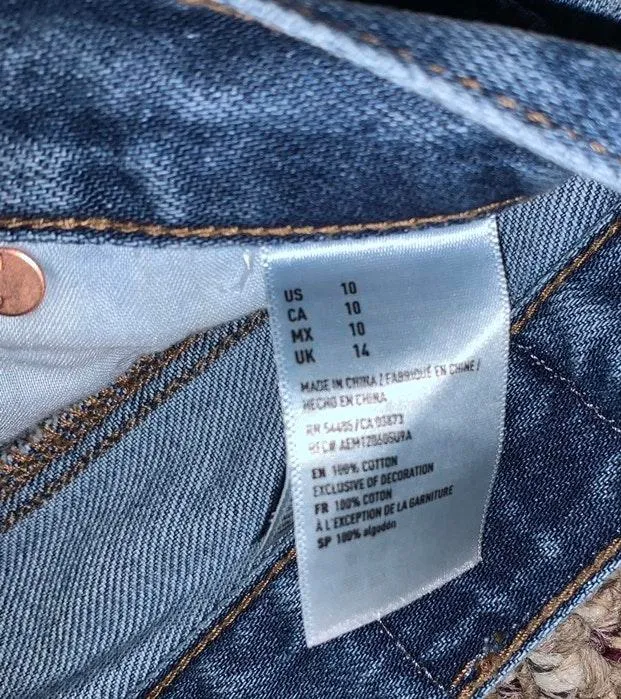 US 10
CA 10
MX 10
UK 14
MADE IN CHINA / FABRIQUÉ EN CHINE /
HECHO EN CHINA
RN 54485/CA 03873
EN 100% COTTON
EXCLUSIVE OF DECORATION
FR 100% COTON
À L'EXCEPTION DE LA GARNITURE
SP 100% algodón